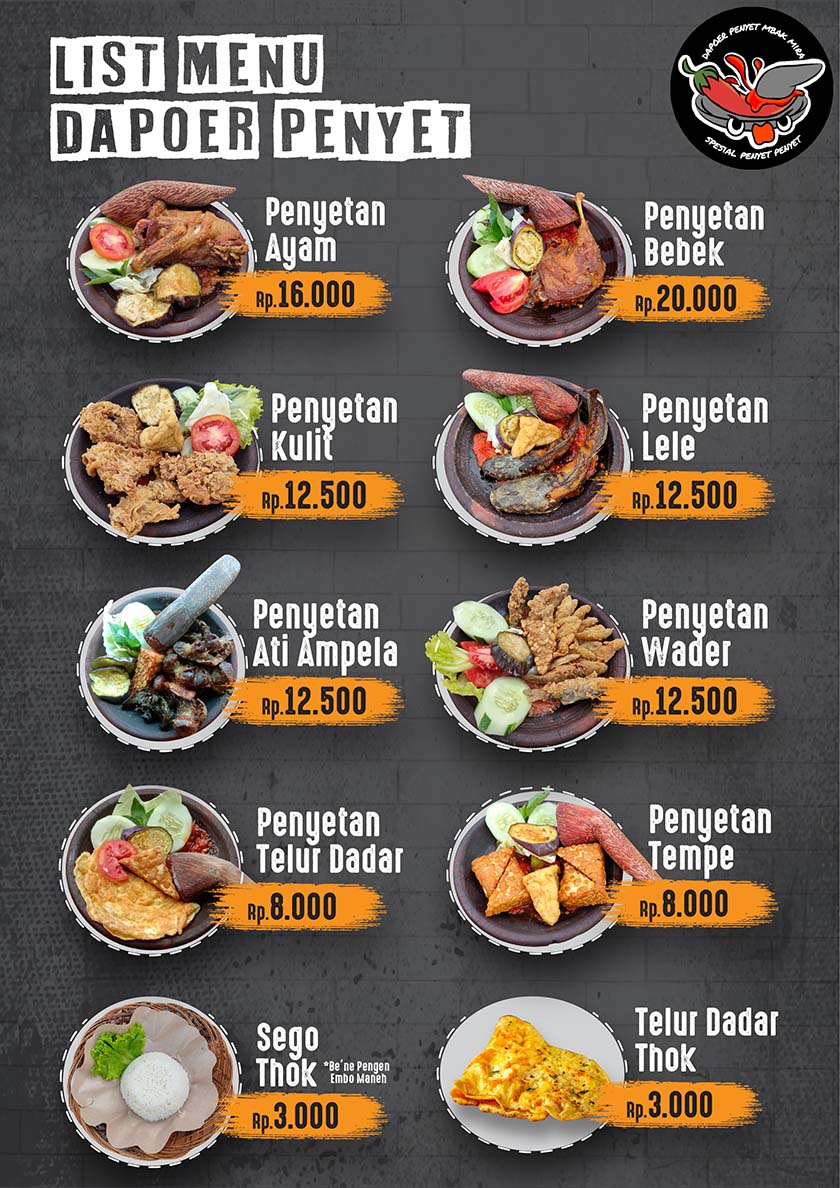 LIST MENU
DAPOER PENYET
DAPOER PENYET MBAK MIRA
SPESIAL PENYET PENYET
Penyetan
Ayam
Rp.16.000
Penyetan
Bebek
Rp.20.000
Penyetan
Kulit
Rp.12.500
Penyetan
Lele
Rp.12.500
Penyetan
Ati Ampela
Rp.12.500
Penyetan
Wader
Rp.12.500
Penyetan
Telur Dadar
Rp.8.000
Penyetan
Tempe
Rp.8.000
Sego
Thok
*Be'ne Pengen
Embo Maneh
Rp.3.000
Telur Dadar
Thok
Rp.3.000